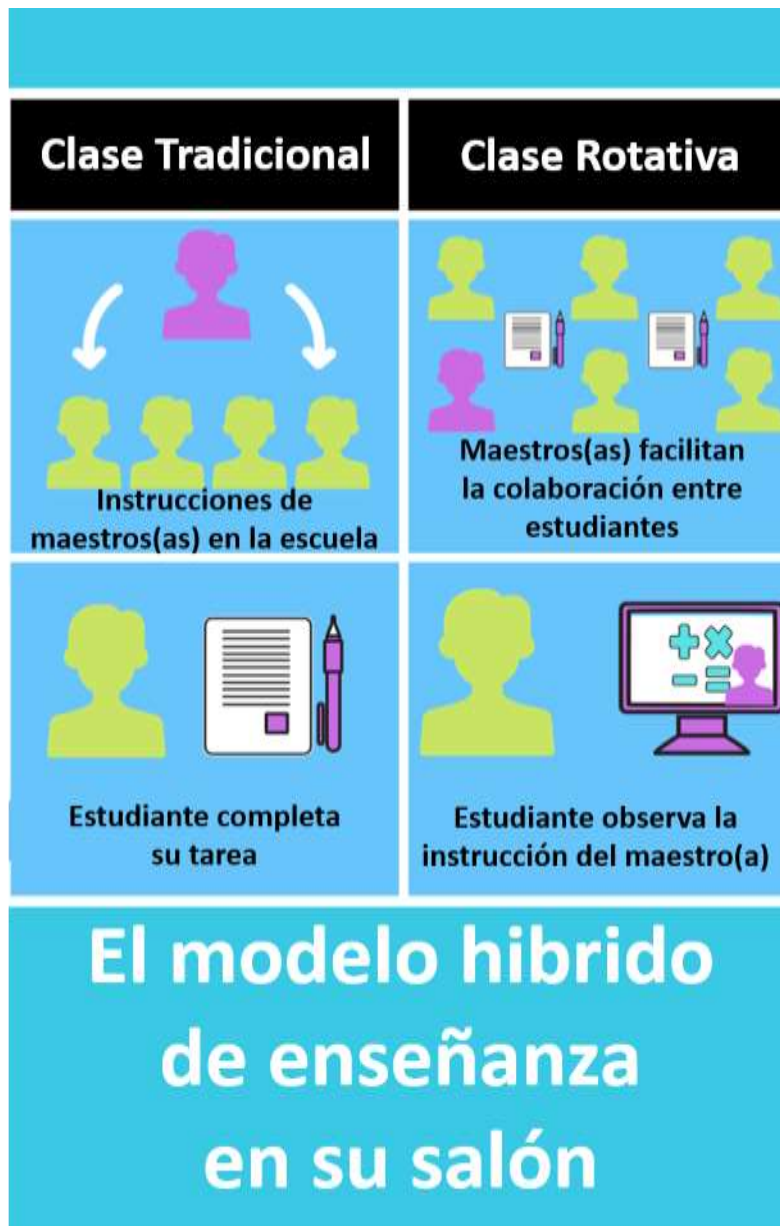 Clase Tradicional
Clase Rotativa
Instrucciones de
maestros(as) en la escuela
Maestros(as) facilitan
la colaboración entre
estudiantes
Estudiante completa
su tarea
Estudiante observa la
instrucción del maestro(a)
El modelo hibrido
de enseñanza
en su salón